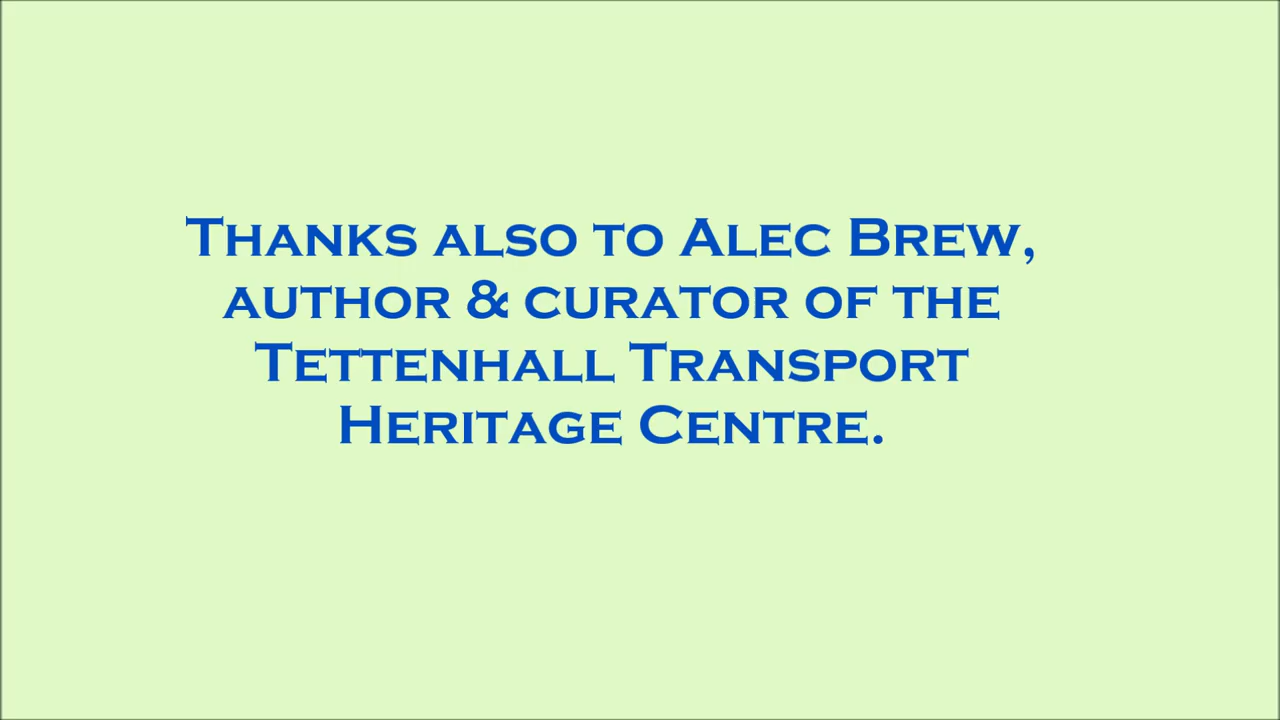 Thanks also to Alec Brew,
author & curator of the
Tettenhall Transport
Heritage Centre.